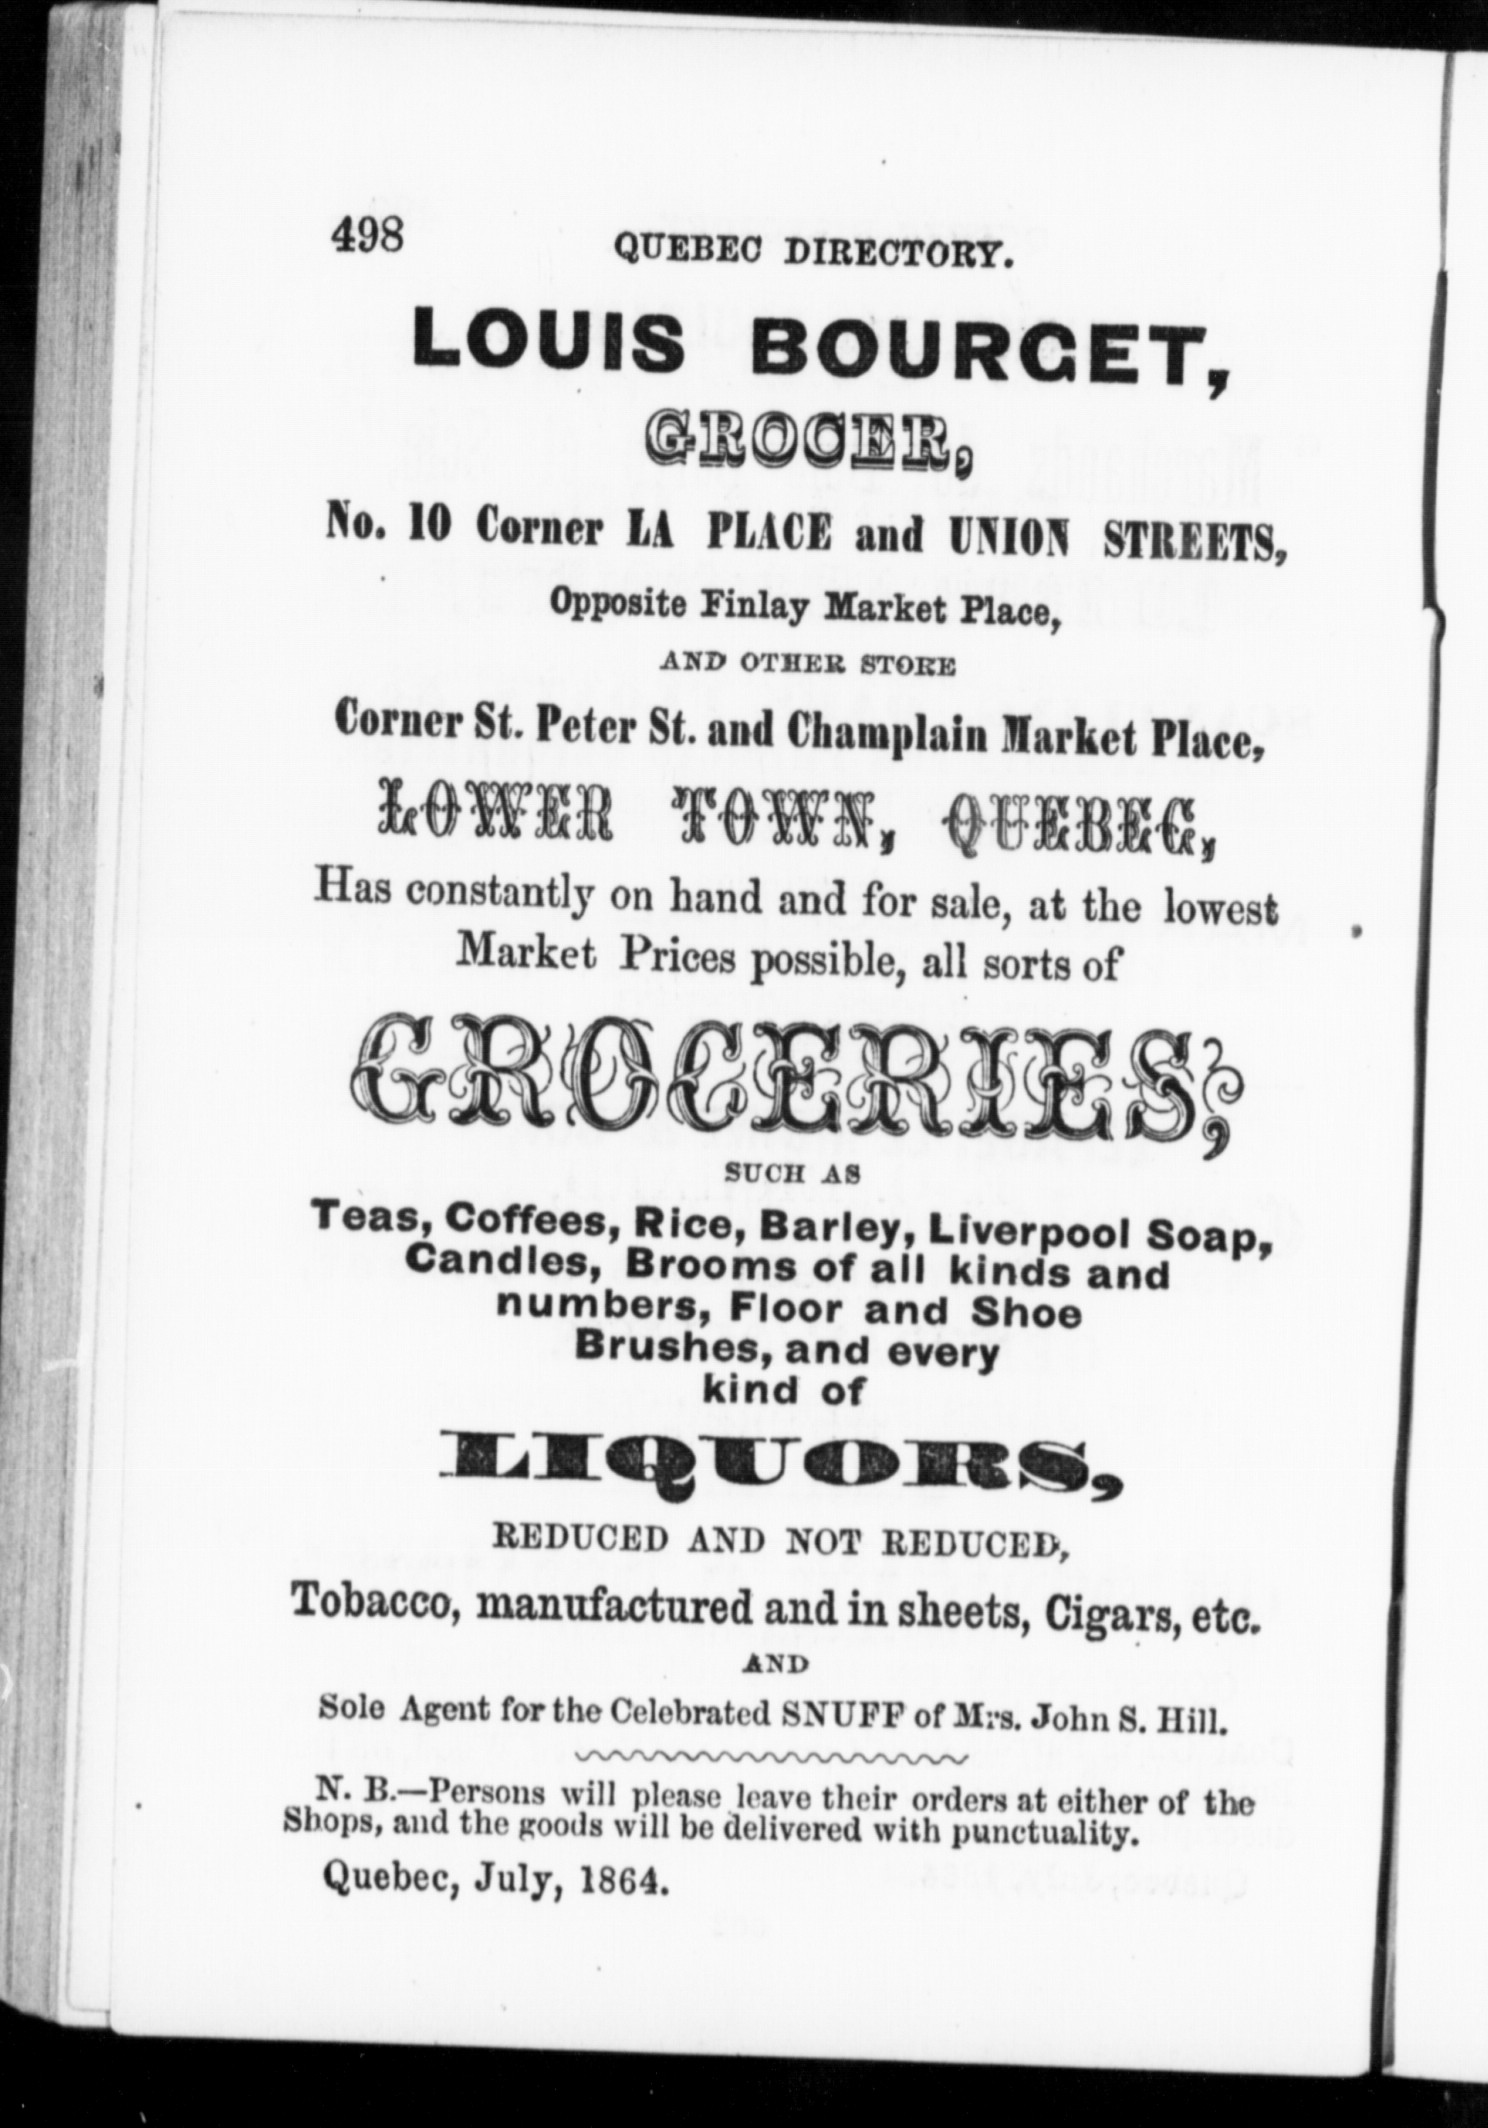 498
QUEBEC DIRECTORY.
LOUIS BOURGET,
GROCER,
No. 10 Corner LA PLACE and UNION STREETS,
Opposite Finlay Market Place,
AND OTHER STORE
Corner St. Peter St. and Champlain Market Place,
LOWER TOWN, QUEBEC,
Has constantly on hand and for sale, at the lowest
Market Prices possible, all sorts of
GROCERIES,
SUCH AS
Teas, Coffees, Rice, Barley, Liverpool Soap,
Candles, Brooms of all kinds and
numbers, Floor and Shoe
Brushes, and every
kind of
LIQUORS,
REDUCED AND NOT REDUCED,
Tobacco, manufactured and in sheets, Cigars, etc.
AND
Sole Agent for the Celebrated SNUFF of Mrs. John S. Hill.
N. B.—Persons will please leave their orders at either of the
Shops, and the goods will be delivered with punctuality.
Quebec, July, 1864.